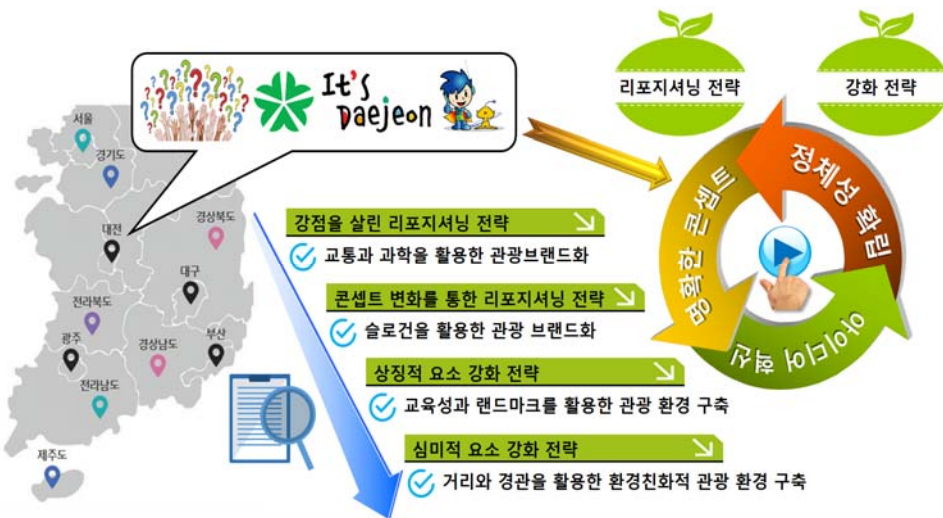 리포지셔닝 전략
강화 전략
It's
Daejeon
서울
경기도
대전
경상북도
대구
전라북도
광주
경상남도
부산
전라남도
제주도
강점을 살린 리포지셔닝 전략
교통과 과학을 활용한 관광브랜드화
콘셉트 변화를 통한 리포지셔닝 전략
슬로건을 활용한 관광 브랜드화
상징적 요소 강화 전략
교육성과 랜드마크를 활용한 관광 환경 구축
심미적 요소 강화 전략
거리와 경관을 활용한 환경친화적 관광 환경 구축
명확한 콘셉트
정체성 확립
아이디어 혁신